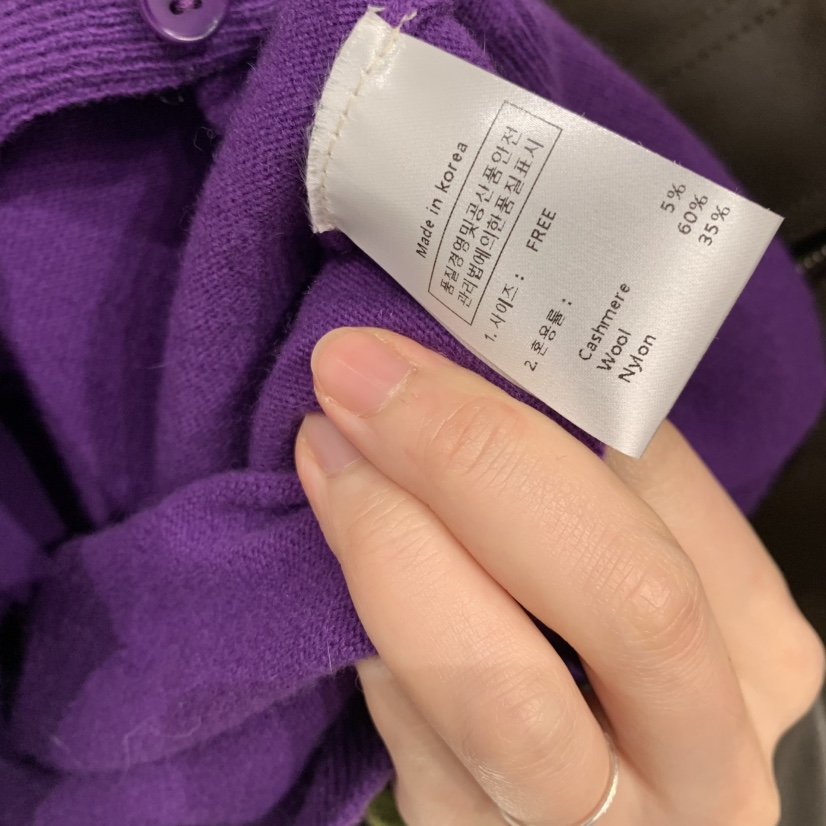 Made in korea
품질경영및공산품안전
관리법에의한품질표시
1. 사이즈 : FREE
2. 혼용률 :
Cashmere 5%
Wool 60%
Nylon 35%